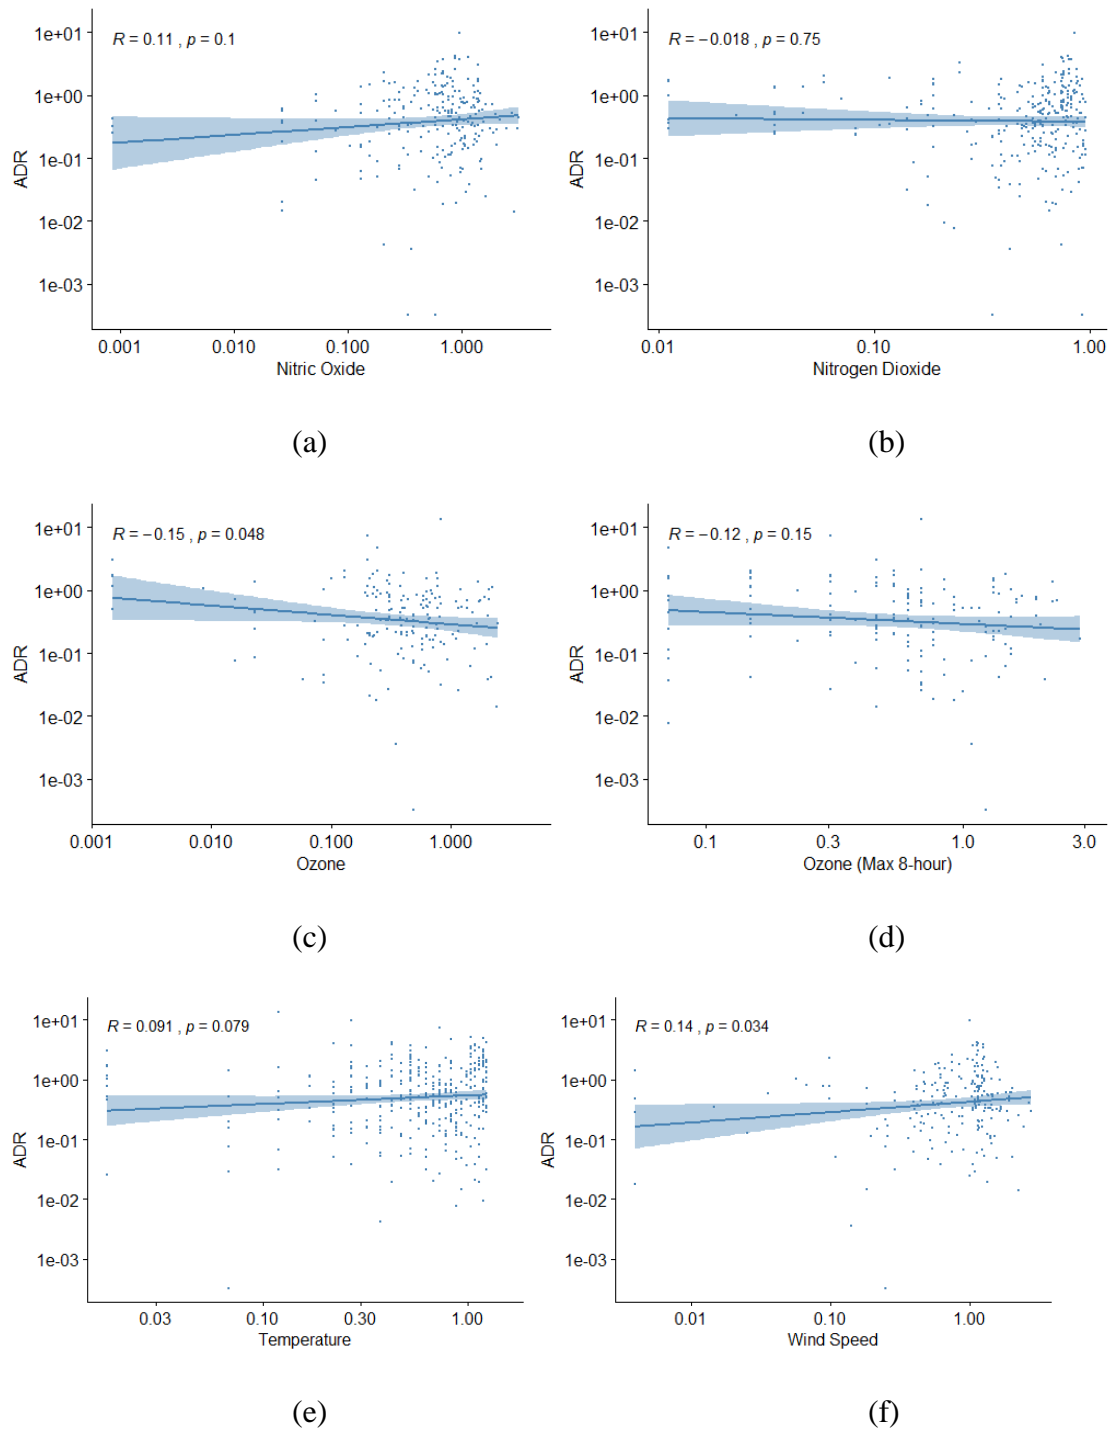 R = 0.11 , p = 0.1
1e+01
1e+00
1e-01
1e-02
1e-03
ADR
0.001 0.010 0.100 1.000
Nitric Oxide
(a)
R = −0.018 , p = 0.75
1e+01
1e+00
1e-01
1e-02
1e-03
ADR
0.01 0.10 1.00
Nitrogen Dioxide
(b)
R = −0.15 , p = 0.048
1e+01
1e+00
1e-01
1e-02
1e-03
ADR
0.001 0.010 0.100 1.000
Ozone
(c)
R = −0.12 , p = 0.15
1e+01
1e+00
1e-01
1e-02
1e-03
ADR
0.1 0.3 1.0 3.0
Ozone (Max 8-hour)
(d)
R = 0.091 , p = 0.079
1e+01
1e+00
1e-01
1e-02
1e-03
ADR
0.03 0.10 0.30 1.00
Temperature
(e)
R = 0.14 , p = 0.034
1e+01
1e+00
1e-01
1e-02
1e-03
ADR
0.01 0.10 1.00
Wind Speed
(f)